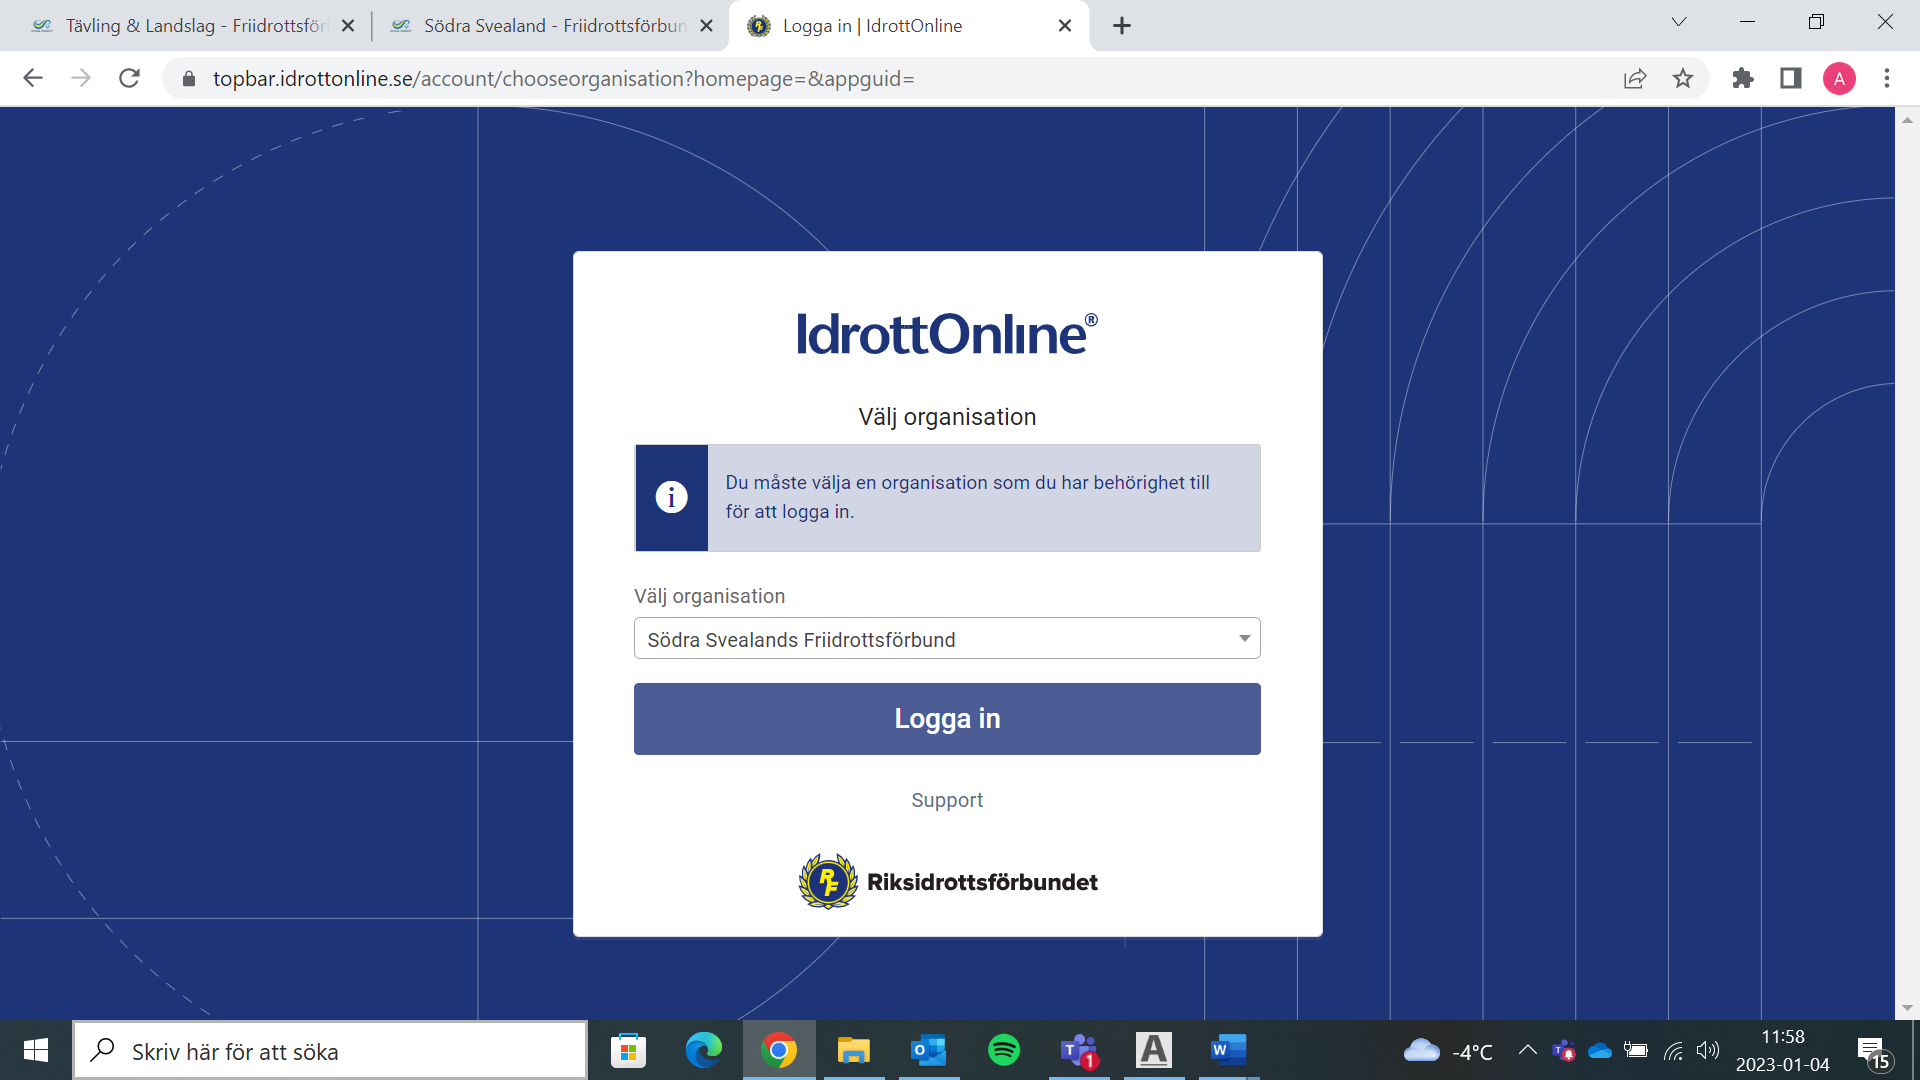 Tävling & Landslag - Friidrottsför
Södra Svealand - Friidrottsförbun
Logga in | IdrottOnline
topbar.idrottonline.se/account/chooseorganisation?homepage=&appguid=
A
IdrottOnline®
Välj organisation
i
Du måste välja en organisation som du har behörighet till
för att logga in.
Välj organisation
Södra Svealands Friidrottsförbund
Logga in
Support
RF Riksidrottsförbundet
Skriv här för att söka
-4°C
11:58
2023-01-04
15
1